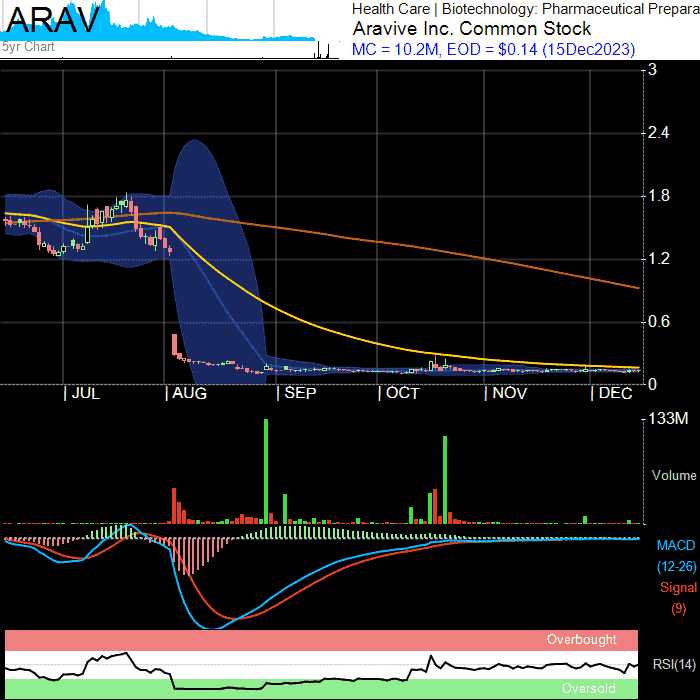 ARAV
5yr Chart
Health Care | Biotechnology: Pharmaceutical Prepara
Aravive Inc. Common Stock
MC = 10.2M, EOD = $0.14 (15Dec2023)
3
2.4
1.8
1.2
0.6
0
| JUL | AUG | SEP | OCT | NOV | DEC
133M
Volume
MACD
(12-26)
Signal
(9)
Overbought
RSI(14)
Oversold